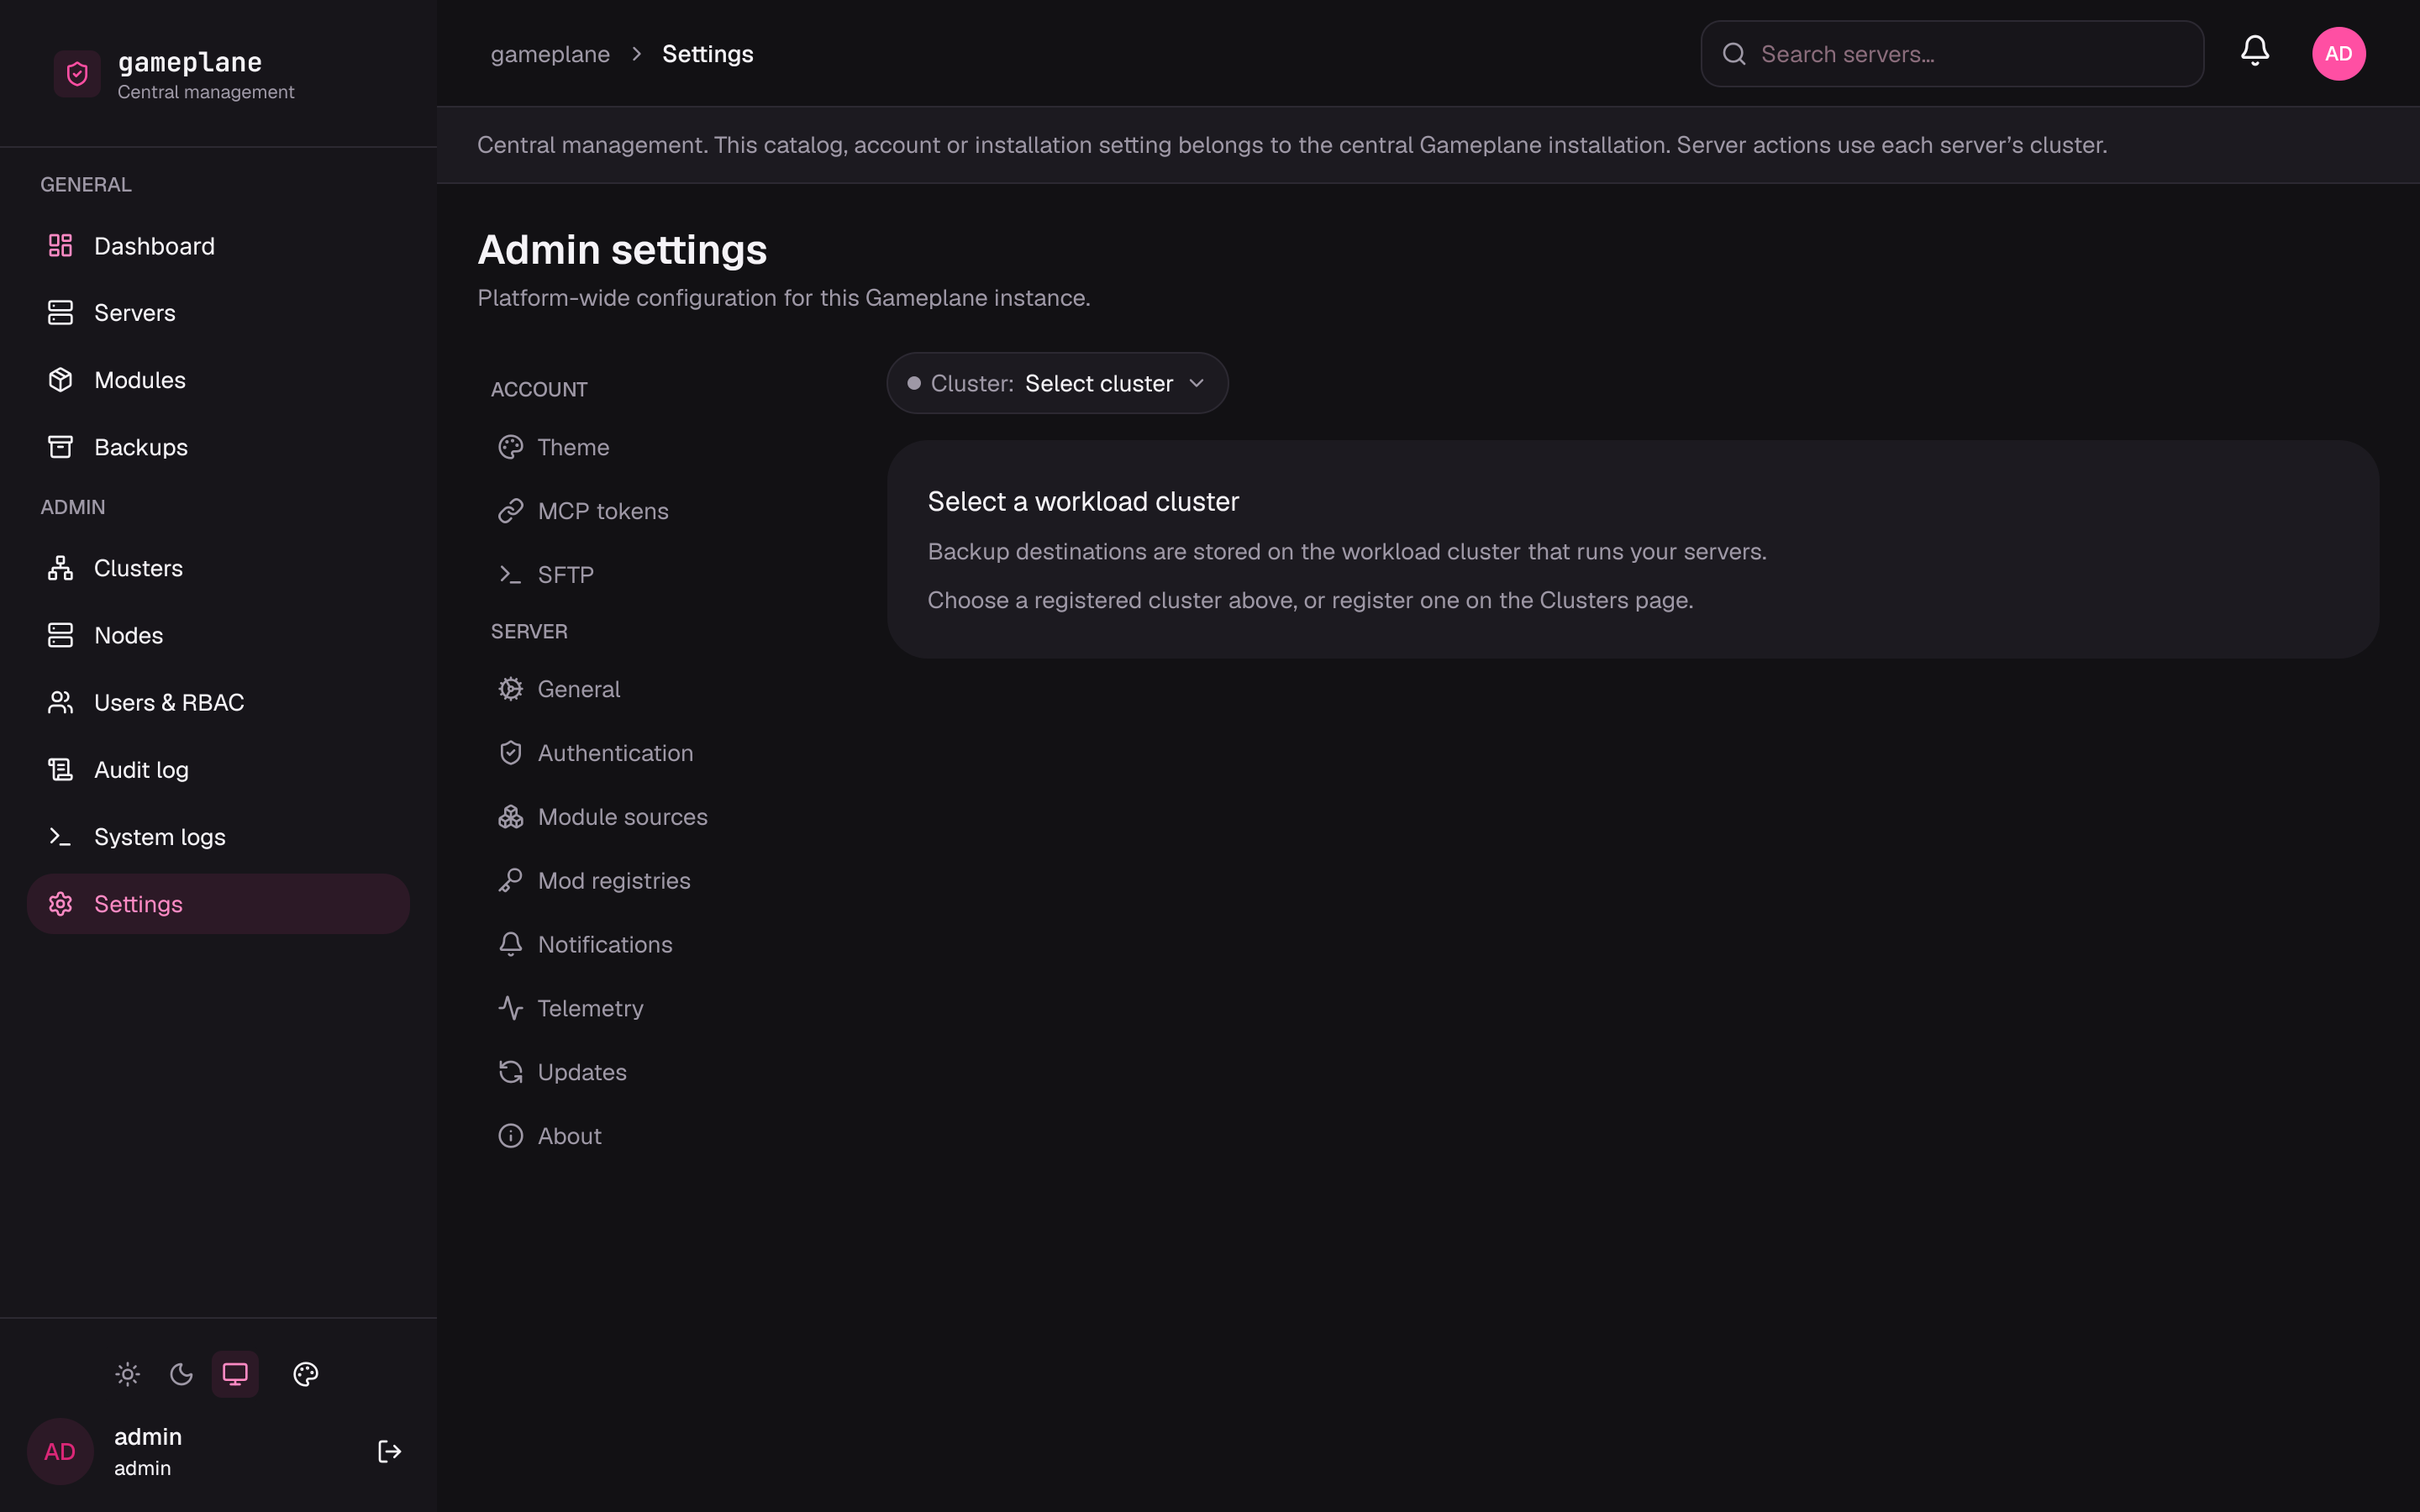 gameplane
Central management
GENERAL
Dashboard
Servers
Modules
Backups
ADMIN
Clusters
Nodes
Users & RBAC
Audit log
System logs
Settings
AD
admin
admin
gameplane > Settings
Search servers...
AD
Central management. This catalog, account or installation setting belongs to the central Gameplane installation. Server actions use each server’s cluster.
Admin settings
Platform-wide configuration for this Gameplane instance.
ACCOUNT
Theme
MCP tokens
SFTP
SERVER
General
Authentication
Module sources
Mod registries
Notifications
Telemetry
Updates
About
Cluster: Select cluster
Select a workload cluster
Backup destinations are stored on the workload cluster that runs your servers.
Choose a registered cluster above, or register one on the Clusters page.